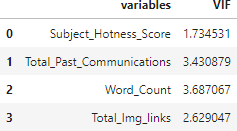 variables VIF
0 Subject_Hotness_Score 1.734531
1 Total_Past_Communications 3.430879
2 Word_Count 3.687067
3 Total_Img_links 2.629047